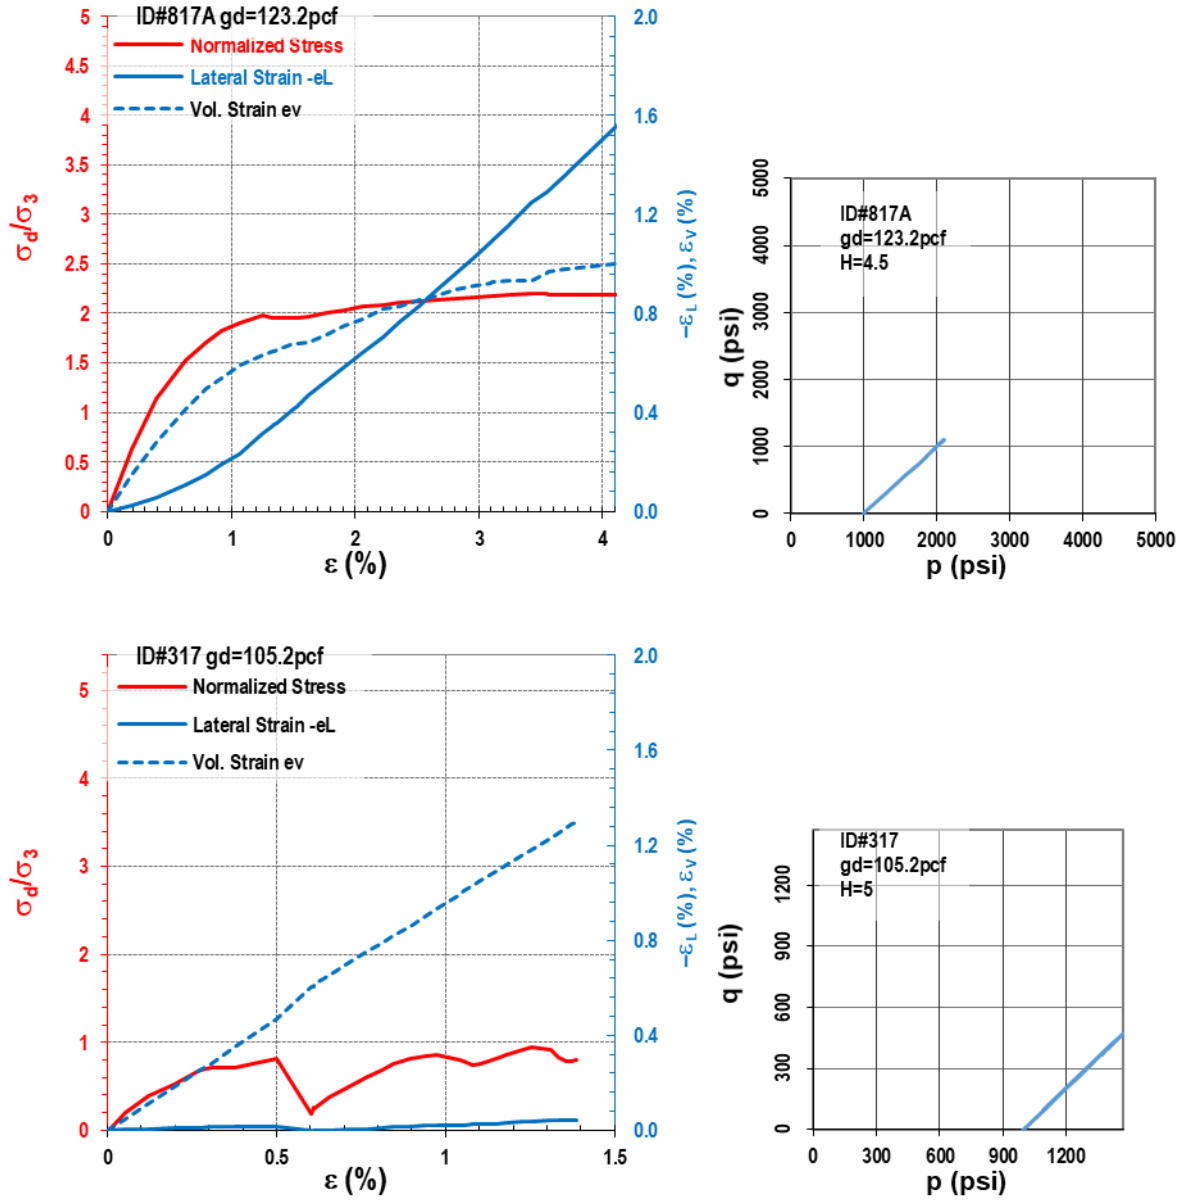 ID#817A gd=123.2pcf
Normalized Stress
Lateral Strain -eL
Vol. Strain ev
5
4.5
4
3.5
3
2.5
2
1.5
1
0.5
0
σd/σ3
2.0
1.6
1.2
0.8
0.4
0.0
–εL (%), εV (%)
0 1 2 3 4
ε (%)
ID#817A
gd=123.2pcf
H=4.5
5000
4000
3000
2000
1000
0
q (psi)
0 1000 2000 3000 4000 5000
p (psi)
ID#317 gd=105.2pcf
Normalized Stress
Lateral Strain -eL
Vol. Strain ev
5
4
3
2
1
0
σd/σ3
2.0
1.6
1.2
0.8
0.4
0.0
–εL (%), εV (%)
0 0.5 1 1.5
ε (%)
ID#317
gd=105.2pcf
H=5
1200
900
600
300
0
q (psi)
0 300 600 900 1200
p (psi)